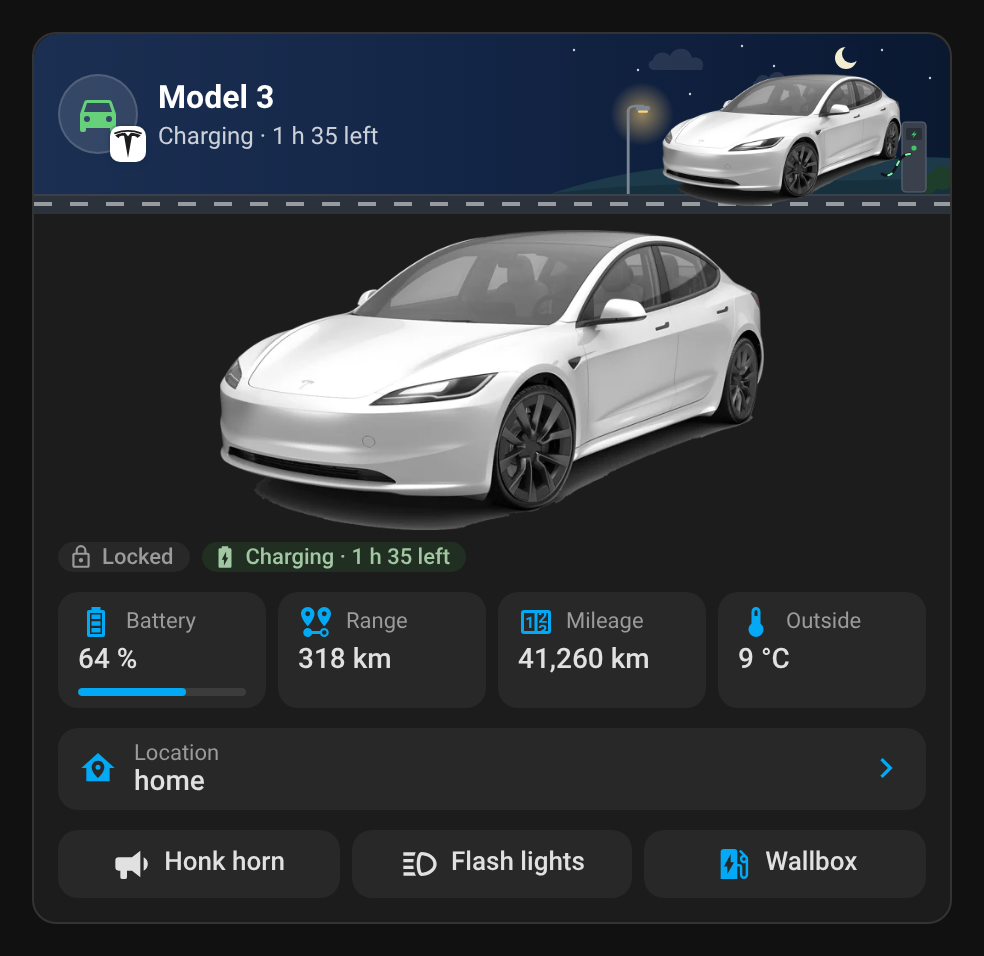 Model 3
Charging · 1 h 35 left
Locked
Charging · 1 h 35 left
Battery
64 %
Range
318 km
Mileage
41,260 km
Outside
9 °C
Location
home
Honk horn
Flash lights
Wallbox